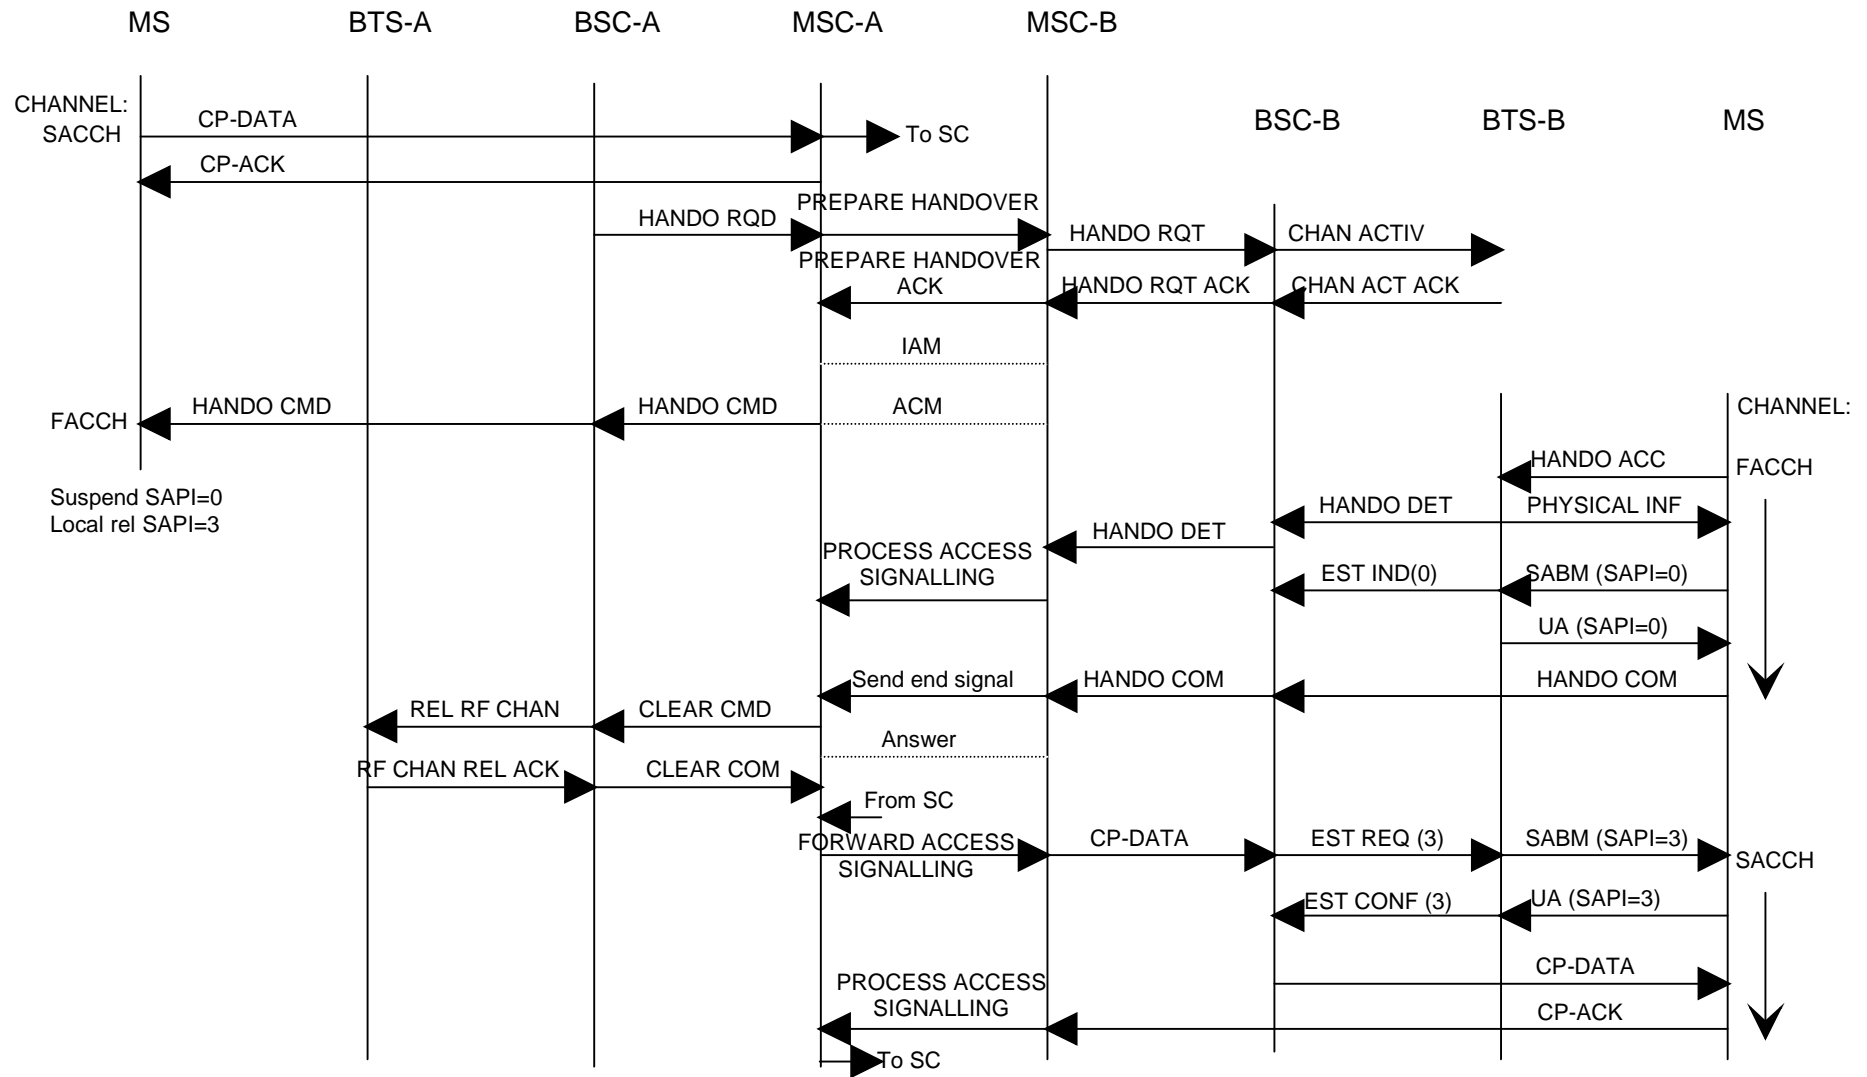 MS
BTS-A
BSC-A
MSC-A
MSC-B
CHANNEL:
SACCH
CP-DATA
To SC
BSC-B
BTS-B
MS
CP-ACK
PREPARE HANDOVER
HANDO RQD
HANDO RQT
CHAN ACTIV
PREPARE HANDOVER
ACK
HANDO RQT ACK
CHAN ACT ACK
IAM
FACCH
HANDO CMD
HANDO CMD
ACM
CHANNEL:
HANDO ACC
FACCH
Suspend SAPI=0
Local rel SAPI=3
HANDO DET
PHYSICAL INF
HANDO DET
PROCESS ACCESS
SIGNALLING
EST IND(0)
SABM (SAPI=0)
UA (SAPI=0)
Send end signal
HANDO COM
HANDO COM
REL RF CHAN
CLEAR CMD
Answer
RF CHAN REL ACK
CLEAR COM
From SC
FORWARD ACCESS
SIGNALLING
CP-DATA
EST REQ (3)
SABM (SAPI=3)
SACCH
EST CONF (3)
UA (SAPI=3)
CP-DATA
PROCESS ACCESS
SIGNALLING
CP-ACK
To SC